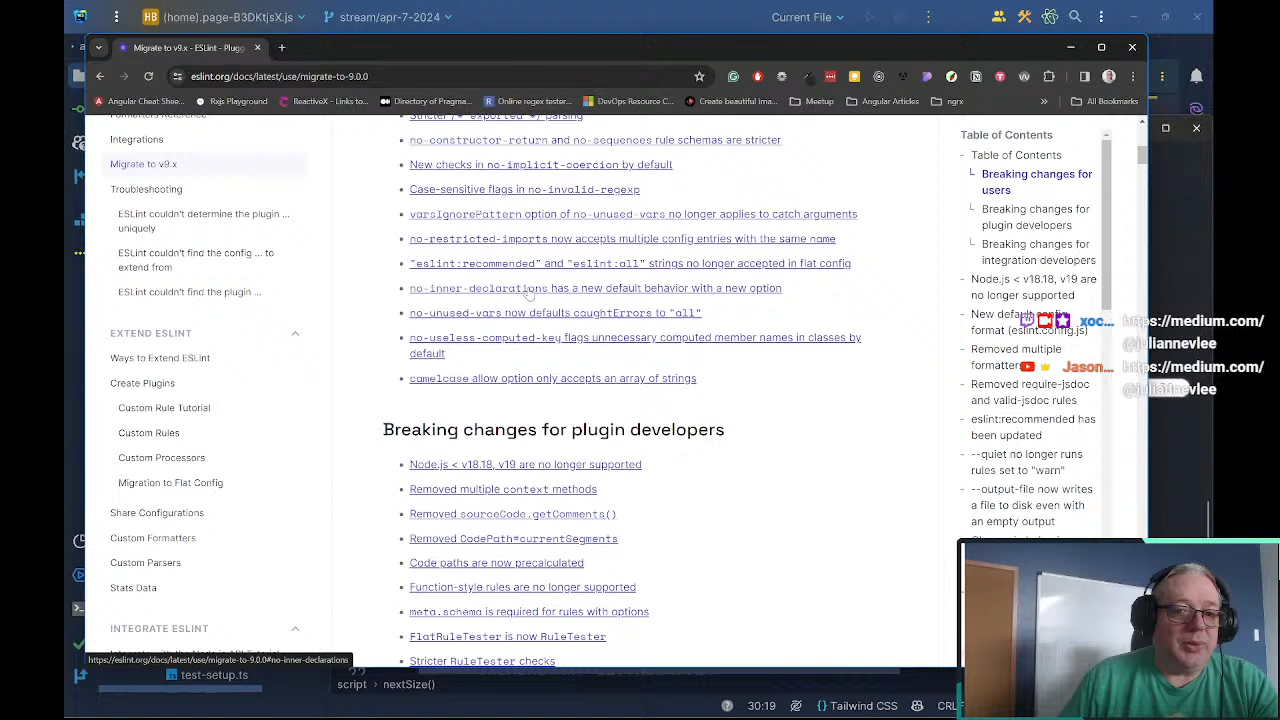 HB (home).page-B3DKtjsX.js
stream/apr-7-2024
Current File
Migrate to v9.x - ESLint - Plugg
eslint.org/docs/latest/use/migrate-to-9.0.0
Angular Cheat Shee...
Rxjs Playground
ReactiveX - Links to...
Directory of Pragma...
Online regex tester...
DevOps Resource C...
Create beautiful ima...
Meetup
Angular Articles
ngrx
All Bookmarks
Formatters Reference
Integrations
Migrate to v9.x
Troubleshooting
ESLint couldn't determine the plugin ...
uniquely
ESLint couldn't find the config ... to
extend from
ESLint couldn't find the plugin ...
EXTEND ESLINT
Ways to Extend ESLint
Create Plugins
Custom Rule Tutorial
Custom Rules
Custom Processors
Migration to Flat Config
Share Configurations
Custom Formatters
Custom Parsers
Stats Data
INTEGRATE ESLINT
Stricter /* exported */ parsing
no-constructor-return and no-sequences rule schemas are stricter
New checks in no-implicit-coercion by default
Case-sensitive flags in no-invalid-regexp
varsIgnorePattern option of no-unused-vars no longer applies to catch arguments
no-restricted-imports now accepts multiple config entries with the same name
"eslint:recommended" and "eslint:all" strings no longer accepted in flat config
no-inner-declarations has a new default behavior with a new option
no-unused-vars now defaults caughtErrors to "all"
no-useless-computed-key flags unnecessary computed member names in classes by
default
camelcase allow option only accepts an array of strings
Breaking changes for plugin developers
Node.js < v18.18, v19 are no longer supported
Removed multiple context methods
Removed sourceCode.getComments()
Removed CodePath#currentSegments
Code paths are now precalculated
Function-style rules are no longer supported
meta.schema is required for rules with options
FlatRuleTester is now RuleTester
Stricter RuleTester checks
Table of Contents
Table of Contents
Breaking changes for
users
Breaking changes for
plugin developers
Breaking changes for
integration developers
Node.js < v18.18, v19 are
no longer supported
New default config
format (eslint.config.js)
Removed multiple
formatters
Removed require-jsdoc
and valid-jsdoc rules
eslint:recommended has
been updated
--quiet no longer runs
rules set to "warn"
--output-file now writes
a file to disk even with
an empty output
xoc... https://medium.com/
@juliannevlee
Jason... https://medium.com/
@juliannevlee
https://eslint.org/docs/latest/use/migrate-to-9.0.0#no-inner-declarations
test-setup.ts
script
nextSize()
30:19
Tailwind CSS